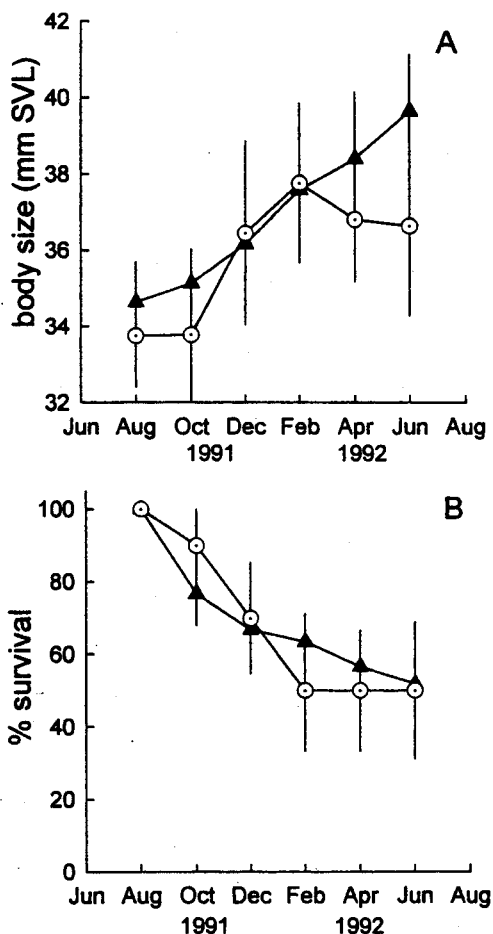 A
42
40
38
36
34
32
body size (mm SVL)
Jun Aug Oct Dec Feb Apr Jun Aug
1991 1992
B
100
80
60
40
20
0
% survival
Jun Aug Oct Dec Feb Apr Jun Aug
1991 1992